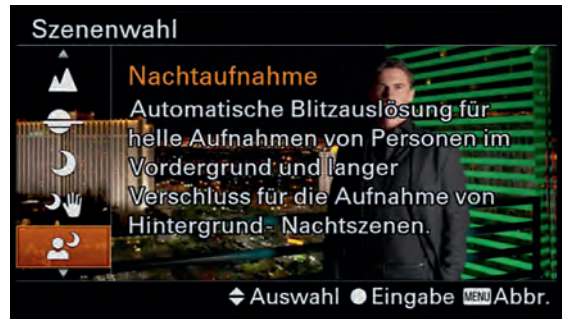 Szenenwahl
Nachtaufnahme
Automatische Blitzauslösung für
helle Aufnahmen von Personen im
Vordergrund und langer
Verschluss für die Aufnahme von
Hintergrund- Nachtszenen.
Auswahl Eingabe MENU Abbr.